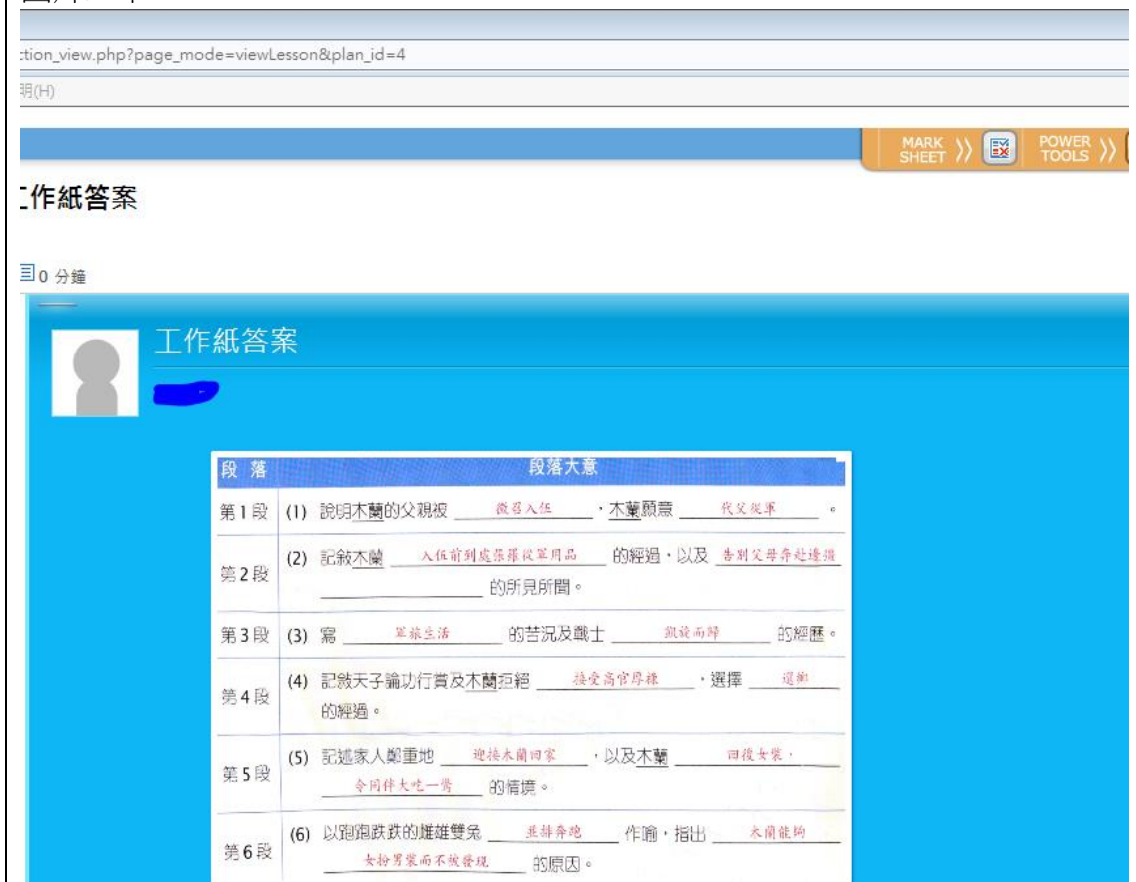 ction_view.php?page_mode=viewLesson&plan_id=4
明(H)
MARK SHEET
POWER TOOLS
工作紙答案
0 分鐘
工作紙答案
段 落 段落大意
第1段 (1) 說明木蘭的父親被 徵召入伍 ,木蘭願意 代父從軍 。
第2段 (2) 記敘木蘭 入伍前到處張羅從軍用品 的經過,以及 告別父母奔赴邊疆
的所見所聞。
第3段 (3) 寫 軍旅生活 的苦況及戰士 凱旋而歸 的經歷。
第4段 (4) 記敘天子論功行賞及木蘭拒絕 接受高官厚祿 ,選擇 還鄉
的經過。
第5段 (5) 記述家人鄭重地 迎接木蘭回家 ,以及木蘭 回復女裝,
令同伴大吃一驚 的情境。
第6段 (6) 以跑跑跌跌的雌雄雙兔 並排奔跑 作喻,指出 木蘭能夠
女扮男裝而不被發現 的原因。